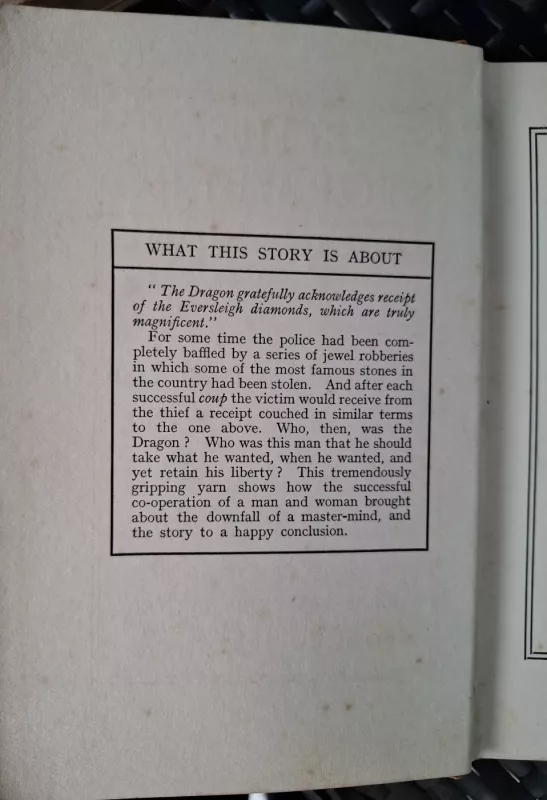 WHAT THIS STORY IS ABOUT
" The Dragon gratefully acknowledges receipt
of the Eversleigh diamonds, which are truly
magnificent."
For some time the police had been com-
pletely baffled by a series of jewel robberies
in which some of the most famous stones in
the country had been stolen. And after each
successful coup the victim would receive from
the thief a receipt couched in similar terms
to the one above. Who, then, was the
Dragon ? Who was this man that he should
take what he wanted, when he wanted, and
yet retain his liberty ? This tremendously
gripping yarn shows how the successful
co-operation of a man and woman brought
about the downfall of a master-mind, and
the story to a happy conclusion.